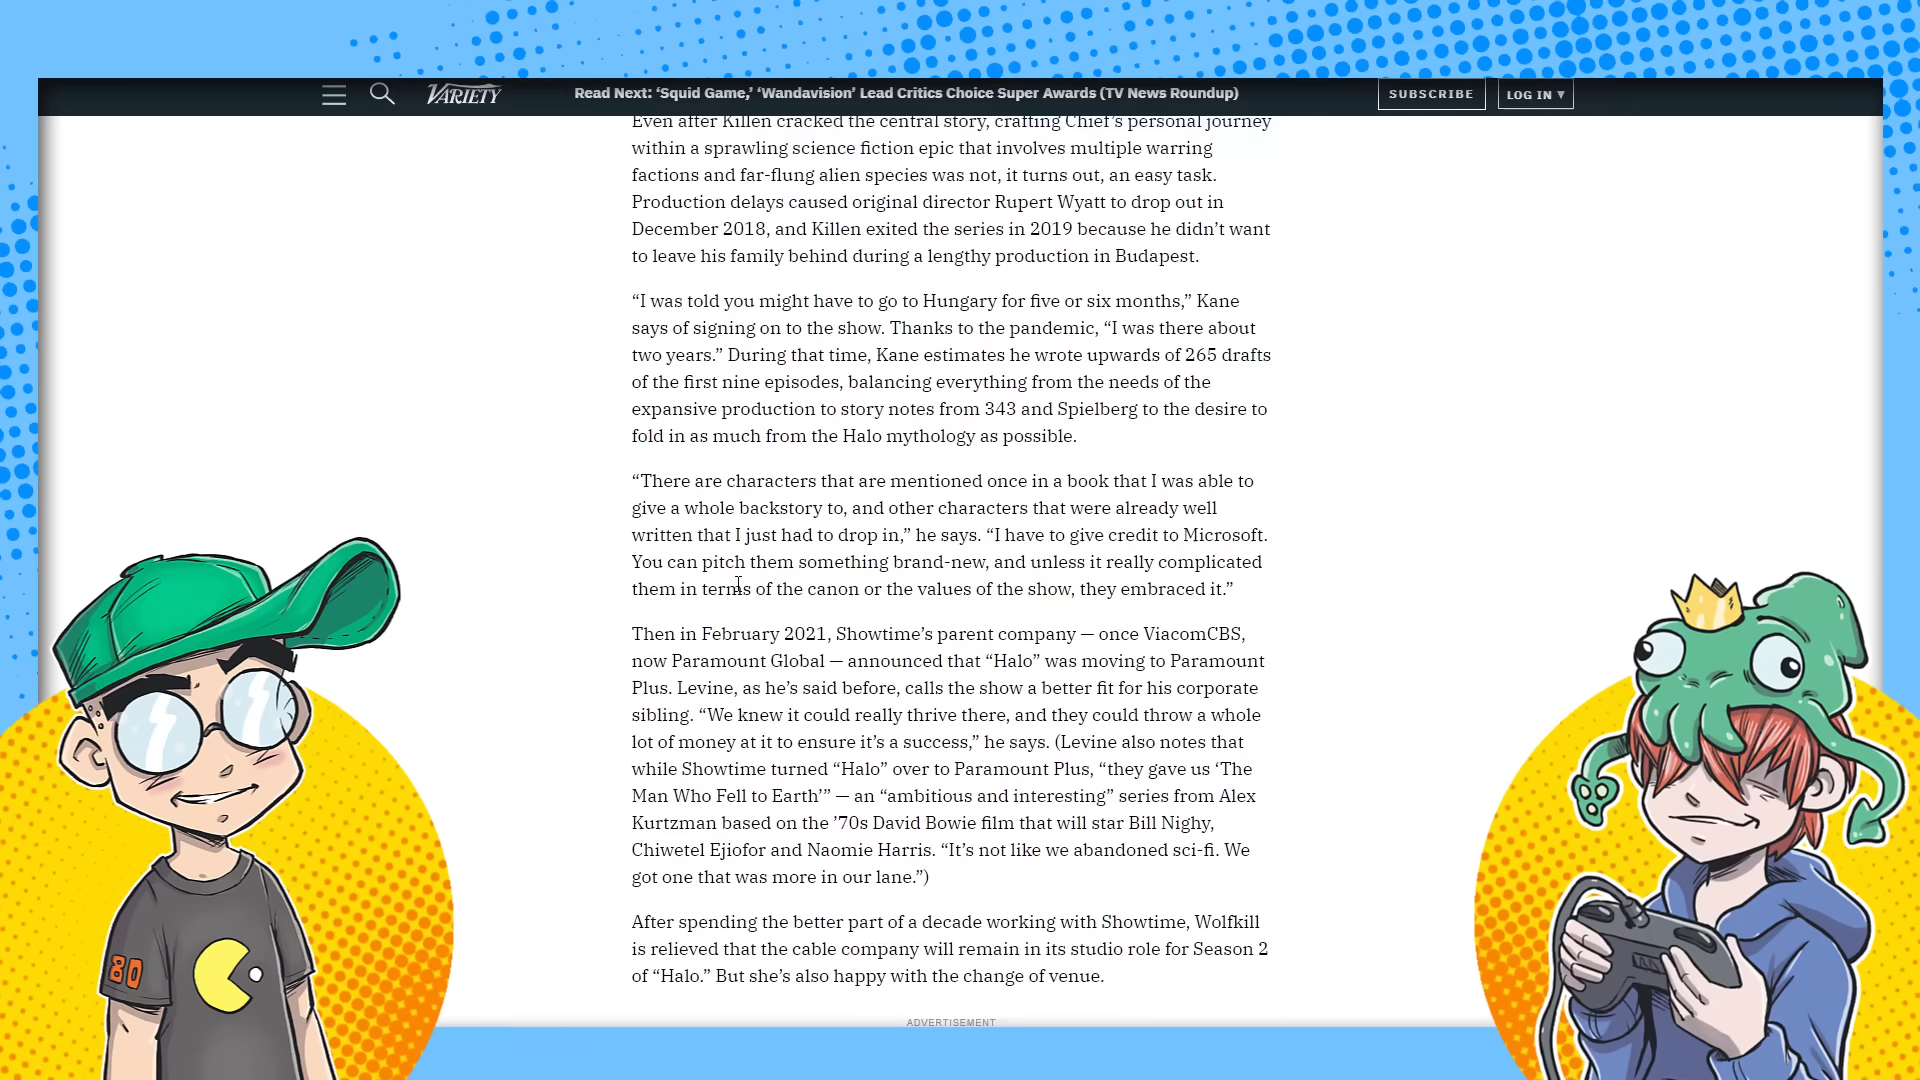 VARIETY
Read Next: ‘Squid Game,’ ‘Wandavision’ Lead Critics Choice Super Awards (TV News Roundup)
SUBSCRIBE
LOG IN ▾
Even after Killen cracked the central story, crafting Chief’s personal journey
within a sprawling science fiction epic that involves multiple warring
factions and far-flung alien species was not, it turns out, an easy task.
Production delays caused original director Rupert Wyatt to drop out in
December 2018, and Killen exited the series in 2019 because he didn’t want
to leave his family behind during a lengthy production in Budapest.
“I was told you might have to go to Hungary for five or six months,” Kane
says of signing on to the show. Thanks to the pandemic, “I was there about
two years.” During that time, Kane estimates he wrote upwards of 265 drafts
of the first nine episodes, balancing everything from the needs of the
expansive production to story notes from 343 and Spielberg to the desire to
fold in as much from the Halo mythology as possible.
“There are characters that are mentioned once in a book that I was able to
give a whole backstory to, and other characters that were already well
written that I just had to drop in,” he says. “I have to give credit to Microsoft.
You can pitch them something brand-new, and unless it really complicated
them in terms of the canon or the values of the show, they embraced it.”
Then in February 2021, Showtime’s parent company — once ViacomCBS,
now Paramount Global — announced that “Halo” was moving to Paramount
Plus. Levine, as he’s said before, calls the show a better fit for his corporate
sibling. “We knew it could really thrive there, and they could throw a whole
lot of money at it to ensure it’s a success,” he says. (Levine also notes that
while Showtime turned “Halo” over to Paramount Plus, “they gave us ‘The
Man Who Fell to Earth’” — an “ambitious and interesting” series from Alex
Kurtzman based on the ’70s David Bowie film that will star Bill Nighy,
Chiwetel Ejiofor and Naomie Harris. “It’s not like we abandoned sci-fi. We
got one that was more in our lane.”)
After spending the better part of a decade working with Showtime, Wolfkill
is relieved that the cable company will remain in its studio role for Season 2
of “Halo.” But she’s also happy with the change of venue.
ADVERTISEMENT
80